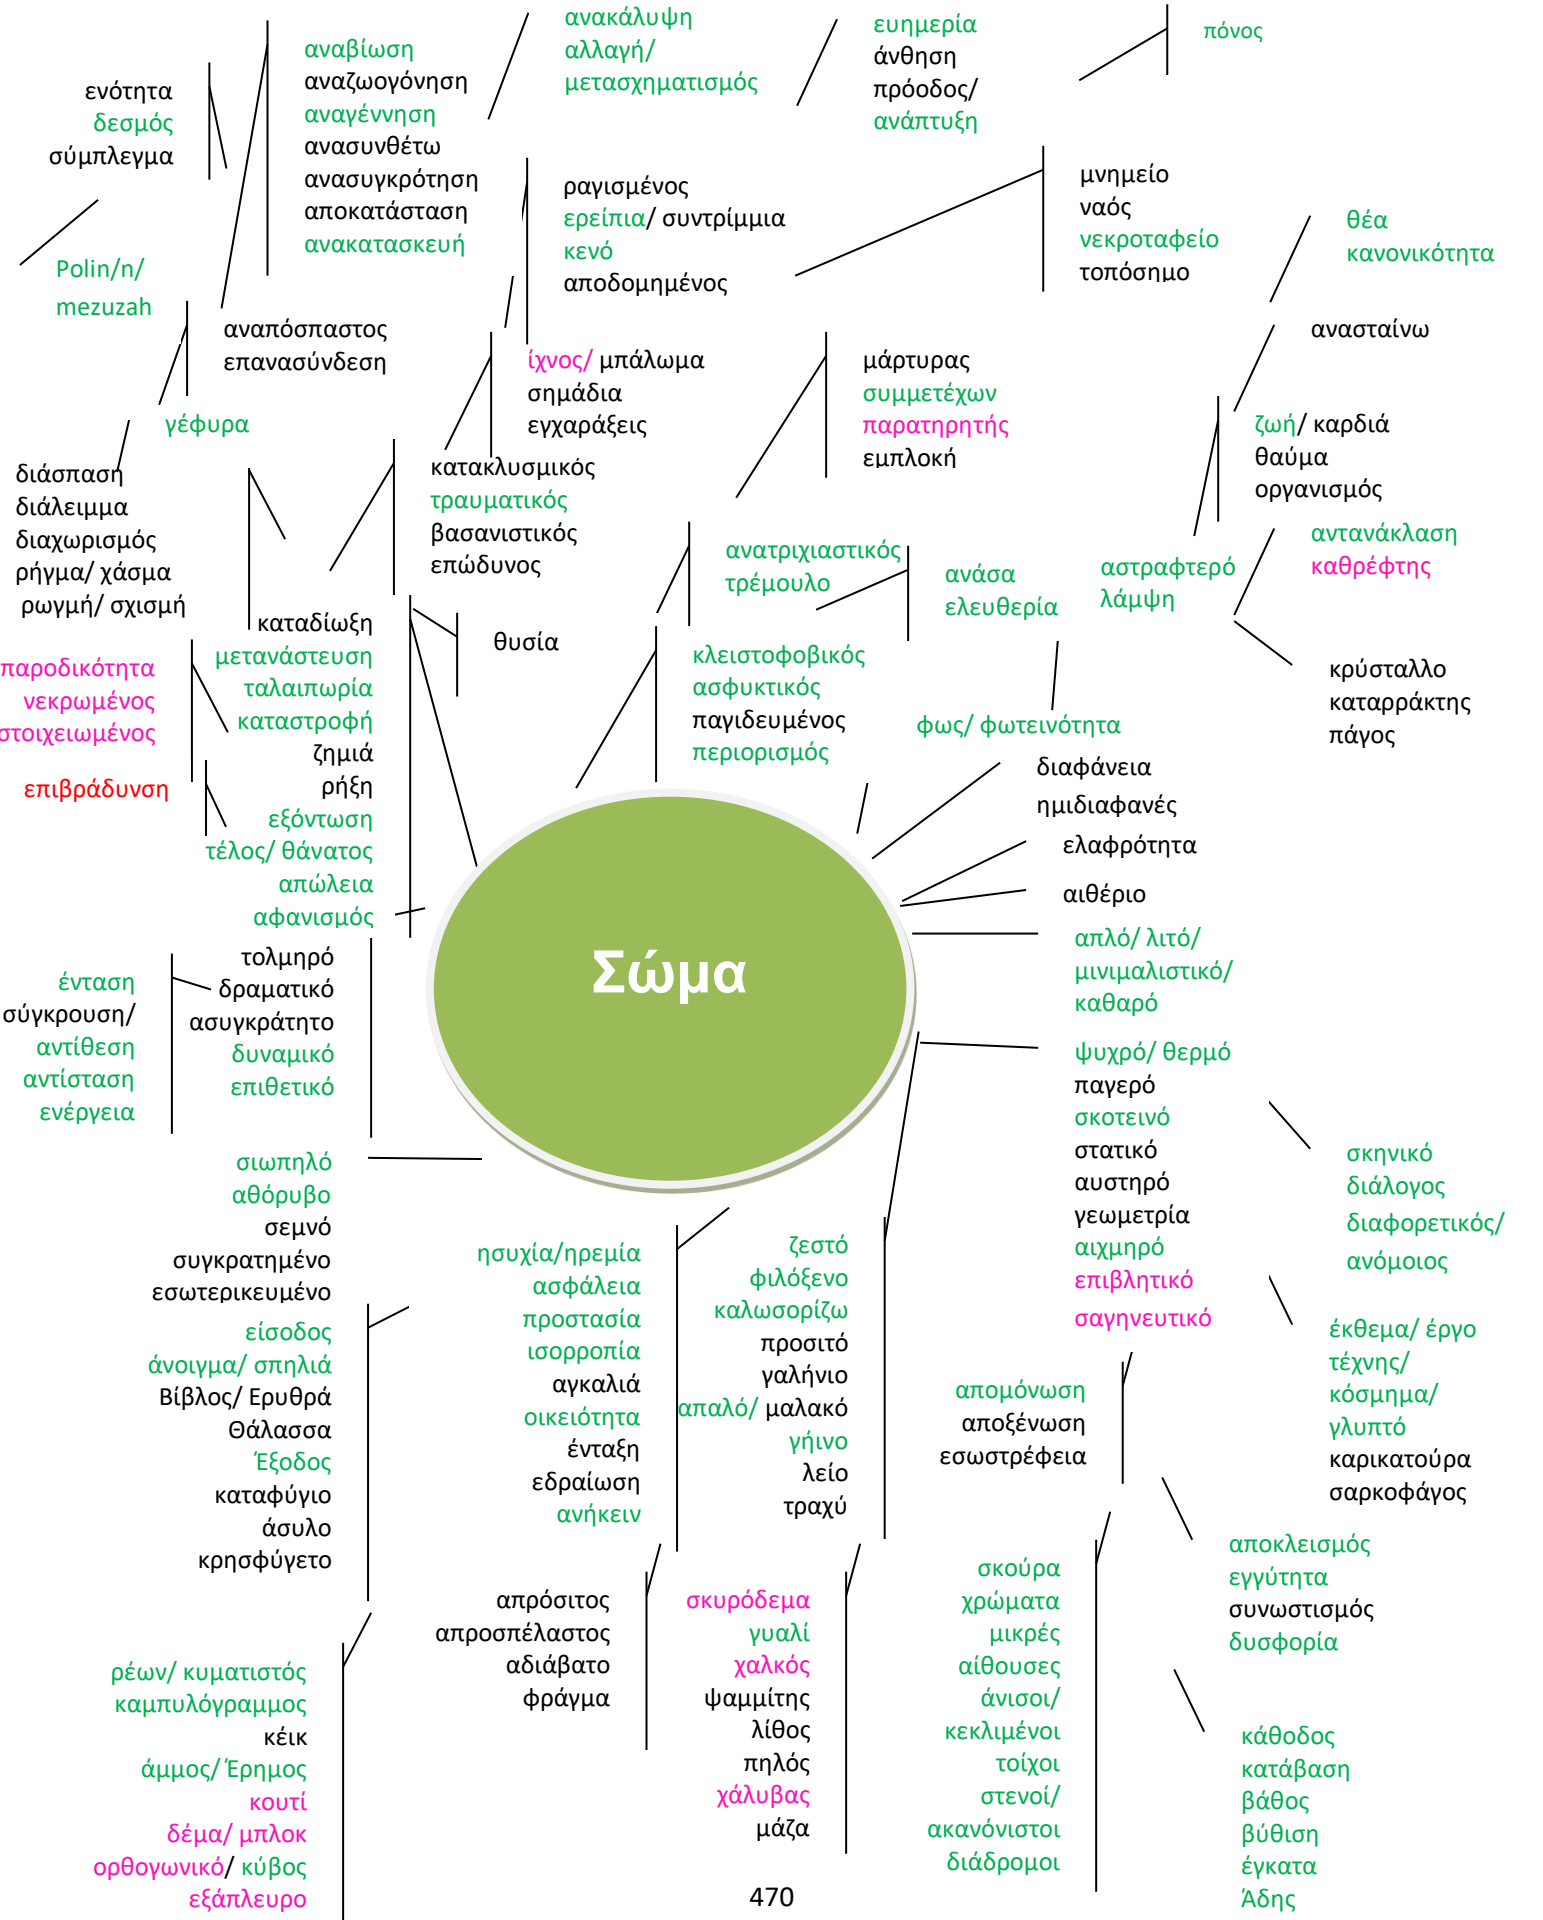 ανακάλυψη
αλλαγή/
μετασχηματισμός
ευημερία
άνθηση
πρόοδος/
ανάπτυξη
πόνος
αναβίωση
αναζωογόνηση
αναγέννηση
ανασυνθέτω
ανασυγκρότηση
αποκατάσταση
ανακατασκευή
ενότητα
δεσμός
σύμπλεγμα
ραγισμένος
ερείπια/ συντρίμμια
κενό
αποδομημένος
μνημείο
ναός
νεκροταφείο
τοπόσημο
θέα
κανονικότητα
Polin/n/
mezuzah
αναπόσπαστος
επανασύνδεση
ίχνος/ μπάλωμα
σημάδια
εγχαράξεις
μάρτυρας
συμμετέχων
παρατηρητής
εμπλοκή
ανασταίνω
γέφυρα
ζωή/ καρδιά
θαύμα
οργανισμός
διάσπαση
διάλειμμα
διαχωρισμός
ρήγμα/ χάσμα
ρωγμή/ σχισμή
κατακλυσμικός
τραυματικός
βασανιστικός
επώδυνος
ανατριχιαστικός
τρέμουλο
ανάσα
ελευθερία
αστραφτερό
λάμψη
αντανάκλαση
καθρέφτης
καταδίωξη
μετανάστευση
ταλαιπωρία
καταστροφή
ζημιά
ρήξη
εξόντωση
τέλος/ θάνατος
απώλεια
αφανισμός
θυσία
κλειστοφοβικός
ασφυκτικός
παγιδευμένος
περιορισμός
κρύσταλλο
καταρράκτης
πάγος
παροδικότητα
νεκρωμένος
στοιχειωμένος
επιβράδυνση
φως/ φωτεινότητα
διαφάνεια
ημιδιαφανές
ελαφρότητα
αιθέριο
απλό/ λιτό/
μινιμαλιστικό/
καθαρό
Σώμα
τολμηρό
δραματικό
ασυγκράτητο
δυναμικό
επιθετικό
ένταση
σύγκρουση/
αντίθεση
αντίσταση
ενέργεια
ψυχρό/ θερμό
παγερό
σκοτεινό
στατικό
αυστηρό
γεωμετρία
αιχμηρό
επιβλητικό
σαγηνευτικό
σκηνικό
διάλογος
διαφορετικός/
ανόμοιος
σιωπηλό
αθόρυβο
σεμνό
συγκρατημένο
εσωτερικευμένο
ησυχία/ηρεμία
ασφάλεια
προστασία
ισορροπία
αγκαλιά
οικειότητα
ένταξη
εδραίωση
ανήκειν
ζεστό
φιλόξενο
καλωσορίζω
προσιτό
γαλήνιο
απαλό/ μαλακό
γήινο
λείο
τραχύ
είσοδος
άνοιγμα/ σπηλιά
Βίβλος/ Ερυθρά
Θάλασσα
Έξοδος
καταφύγιο
άσυλο
κρησφύγετο
έκθεμα/ έργο
τέχνης/
κόσμημα/
γλυπτό
καρικατούρα
σαρκοφάγος
απομόνωση
αποξένωση
εσωστρέφεια
αποκλεισμός
εγγύτητα
συνωστισμός
δυσφορία
απρόσιτος
απροσπέλαστος
αδιάβατο
φράγμα
σκυρόδεμα
γυαλί
χαλκός
ψαμμίτης
λίθος
πηλός
χάλυβας
μάζα
σκούρα
χρώματα
μικρές
αίθουσες
άνισοι/
κεκλιμένοι
τοίχοι
στενοί/
ακανόνιστοι
διάδρομοι
ρέων/ κυματιστός
καμπυλόγραμμος
κέικ
άμμος/ Έρημος
κουτί
δέμα/ μπλοκ
ορθογωνικό/ κύβος
εξάπλευρο
κάθοδος
κατάβαση
βάθος
βύθιση
έγκατα
Άδης
470